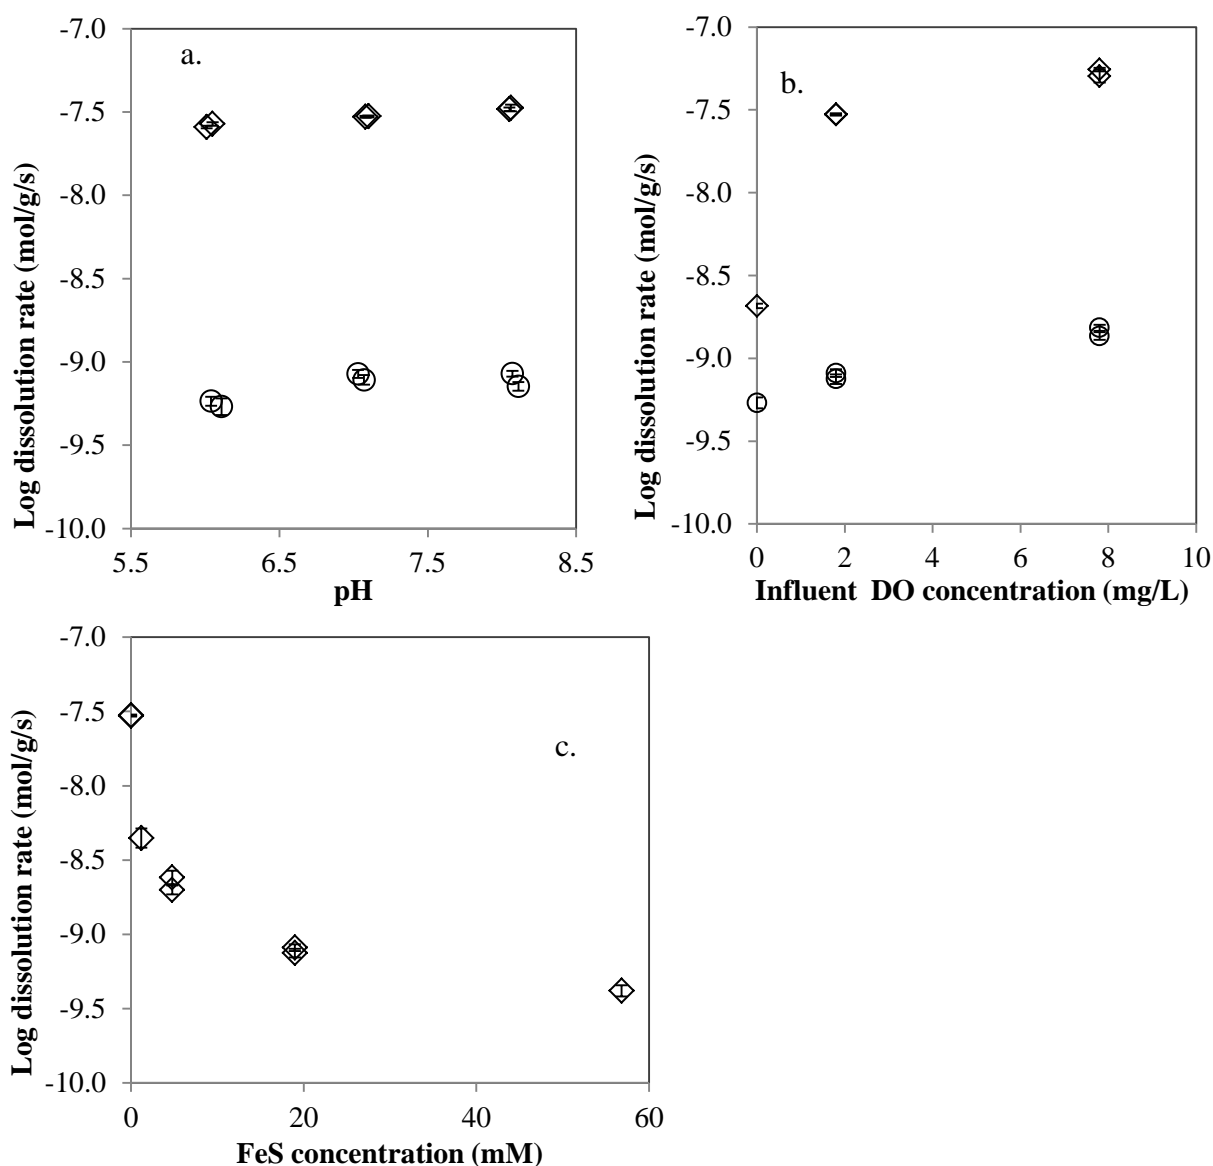 a.
Log dissolution rate (mol/g/s)
-7.0
-7.5
-8.0
-8.5
-9.0
-9.5
-10.0
5.5 6.5 7.5 8.5
pH
b.
Log dissolution rate (mol/g/s)
-7.0
-7.5
-8.0
-8.5
-9.0
-9.5
-10.0
0 2 4 6 8 10
Influent DO concentration (mg/L)
c.
Log dissolution rate (mol/g/s)
-7.0
-7.5
-8.0
-8.5
-9.0
-9.5
-10.0
0 20 40 60
FeS concentration (mM)